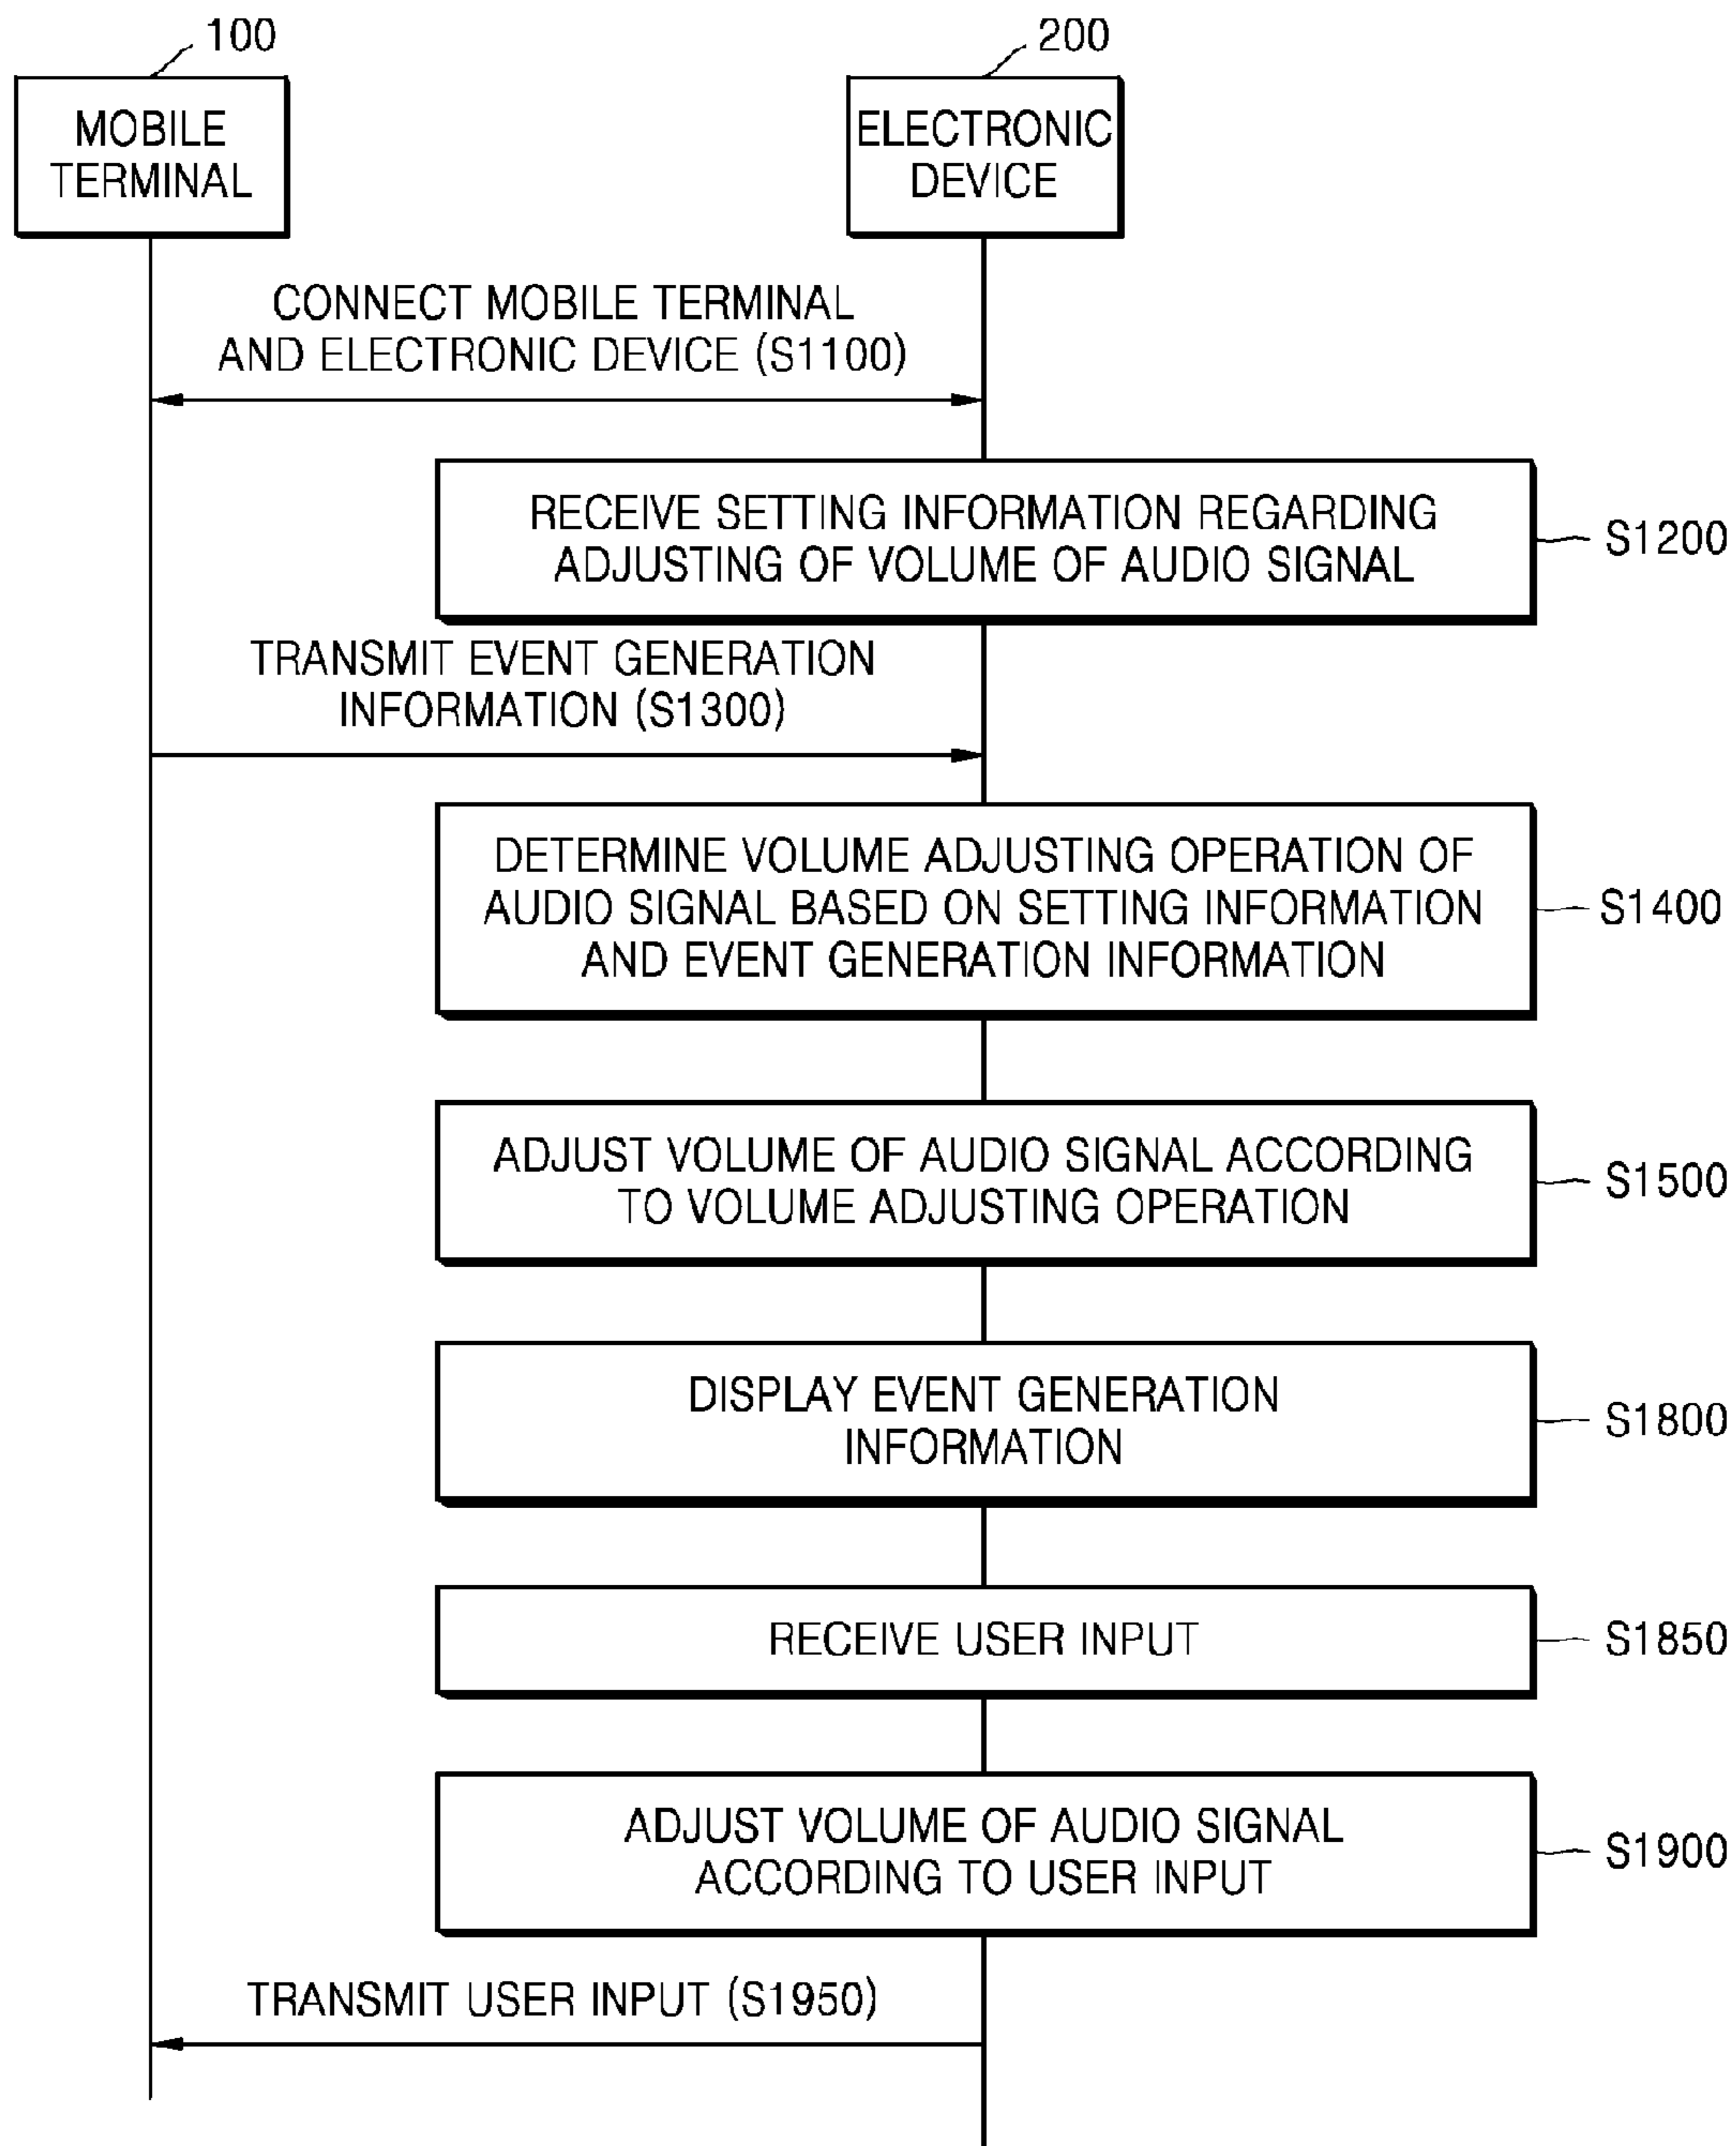 100
200
MOBILE
TERMINAL
ELECTRONIC
DEVICE
CONNECT MOBILE TERMINAL
AND ELECTRONIC DEVICE (S1100)
RECEIVE SETTING INFORMATION REGARDING
ADJUSTING OF VOLUME OF AUDIO SIGNAL
S1200
TRANSMIT EVENT GENERATION
INFORMATION (S1300)
DETERMINE VOLUME ADJUSTING OPERATION OF
AUDIO SIGNAL BASED ON SETTING INFORMATION
AND EVENT GENERATION INFORMATION
S1400
ADJUST VOLUME OF AUDIO SIGNAL ACCORDING
TO VOLUME ADJUSTING OPERATION
S1500
DISPLAY EVENT GENERATION
INFORMATION
S1800
RECEIVE USER INPUT
S1850
ADJUST VOLUME OF AUDIO SIGNAL
ACCORDING TO USER INPUT
S1900
TRANSMIT USER INPUT (S1950)